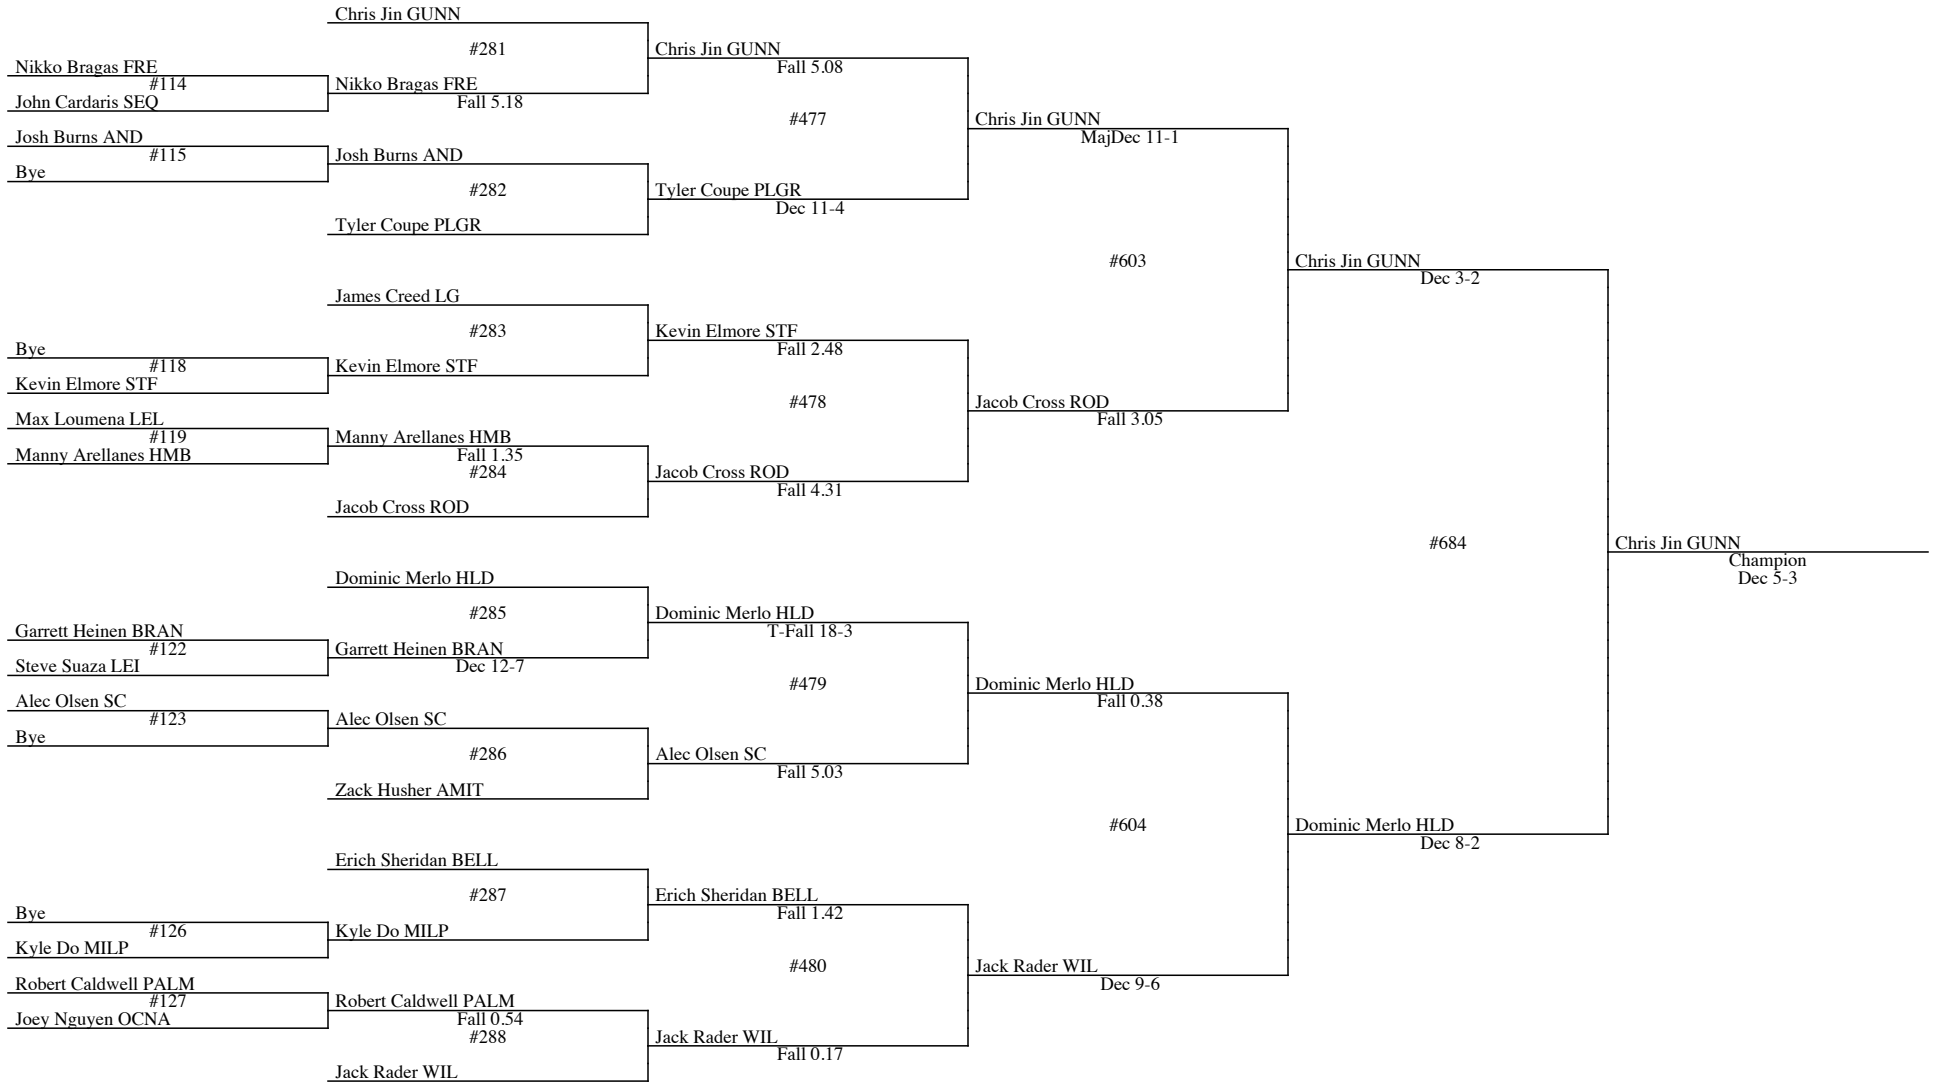 Chris Jin GUNN
#281
Chris Jin GUNN
Nikko Bragas FRE
Fall 5.08
#114
Nikko Bragas FRE
John Cardaris SEQ
Fall 5.18
#477
Chris Jin GUNN
Josh Burns AND
MajDec 11-1
#115
Josh Burns AND
Bye
#282
Tyler Coupe PLGR
Dec 11-4
Tyler Coupe PLGR
#603
Chris Jin GUNN
Dec 3-2
James Creed LG
#283
Kevin Elmore STF
Bye
Fall 2.48
#118
Kevin Elmore STF
Kevin Elmore STF
#478
Jacob Cross ROD
Max Loumena LEL
Fall 3.05
#119
Manny Arellanes HMB
Manny Arellanes HMB
Fall 1.35
#284
Jacob Cross ROD
Fall 4.31
Jacob Cross ROD
#684
Chris Jin GUNN
Champion
Dec 5-3
Dominic Merlo HLD
#285
Dominic Merlo HLD
Garrett Heinen BRAN
T-Fall 18-3
#122
Garrett Heinen BRAN
Steve Suaza LEI
Dec 12-7
#479
Dominic Merlo HLD
Alec Olsen SC
Fall 0.38
#123
Alec Olsen SC
Bye
#286
Alec Olsen SC
Fall 5.03
Zack Husher AMIT
#604
Dominic Merlo HLD
Dec 8-2
Erich Sheridan BELL
#287
Erich Sheridan BELL
Bye
Fall 1.42
#126
Kyle Do MILP
Kyle Do MILP
#480
Jack Rader WIL
Robert Caldwell PALM
Dec 9-6
#127
Robert Caldwell PALM
Joey Nguyen OCNA
Fall 0.54
#288
Jack Rader WIL
Fall 0.17
Jack Rader WIL